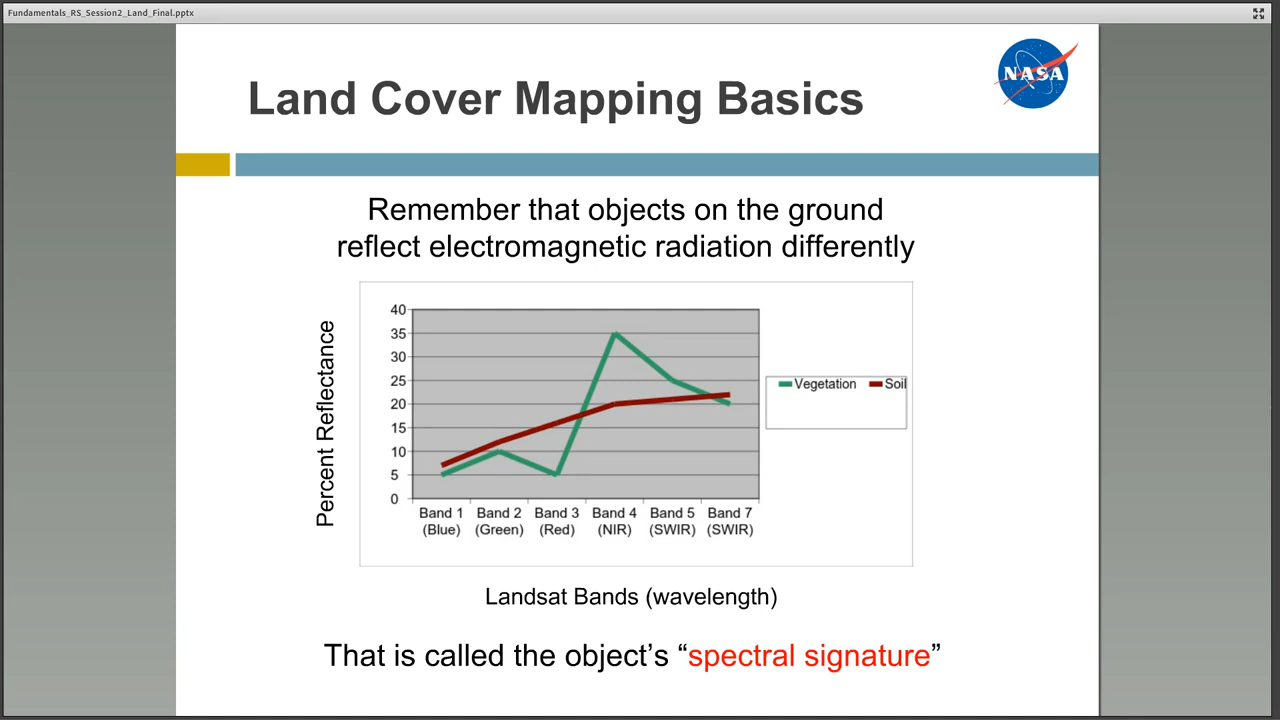 Fundamentals_RS_Session2_Land_Final.pptx
NASA
Land Cover Mapping Basics
Remember that objects on the ground
reflect electromagnetic radiation differently
Percent Reflectance
40
35
30
25
20
15
10
5
0
Vegetation Soil
Band 1 Band 2 Band 3 Band 4 Band 5 Band 7
(Blue) (Green) (Red) (NIR) (SWIR) (SWIR)
Landsat Bands (wavelength)
That is called the object’s “spectral signature”